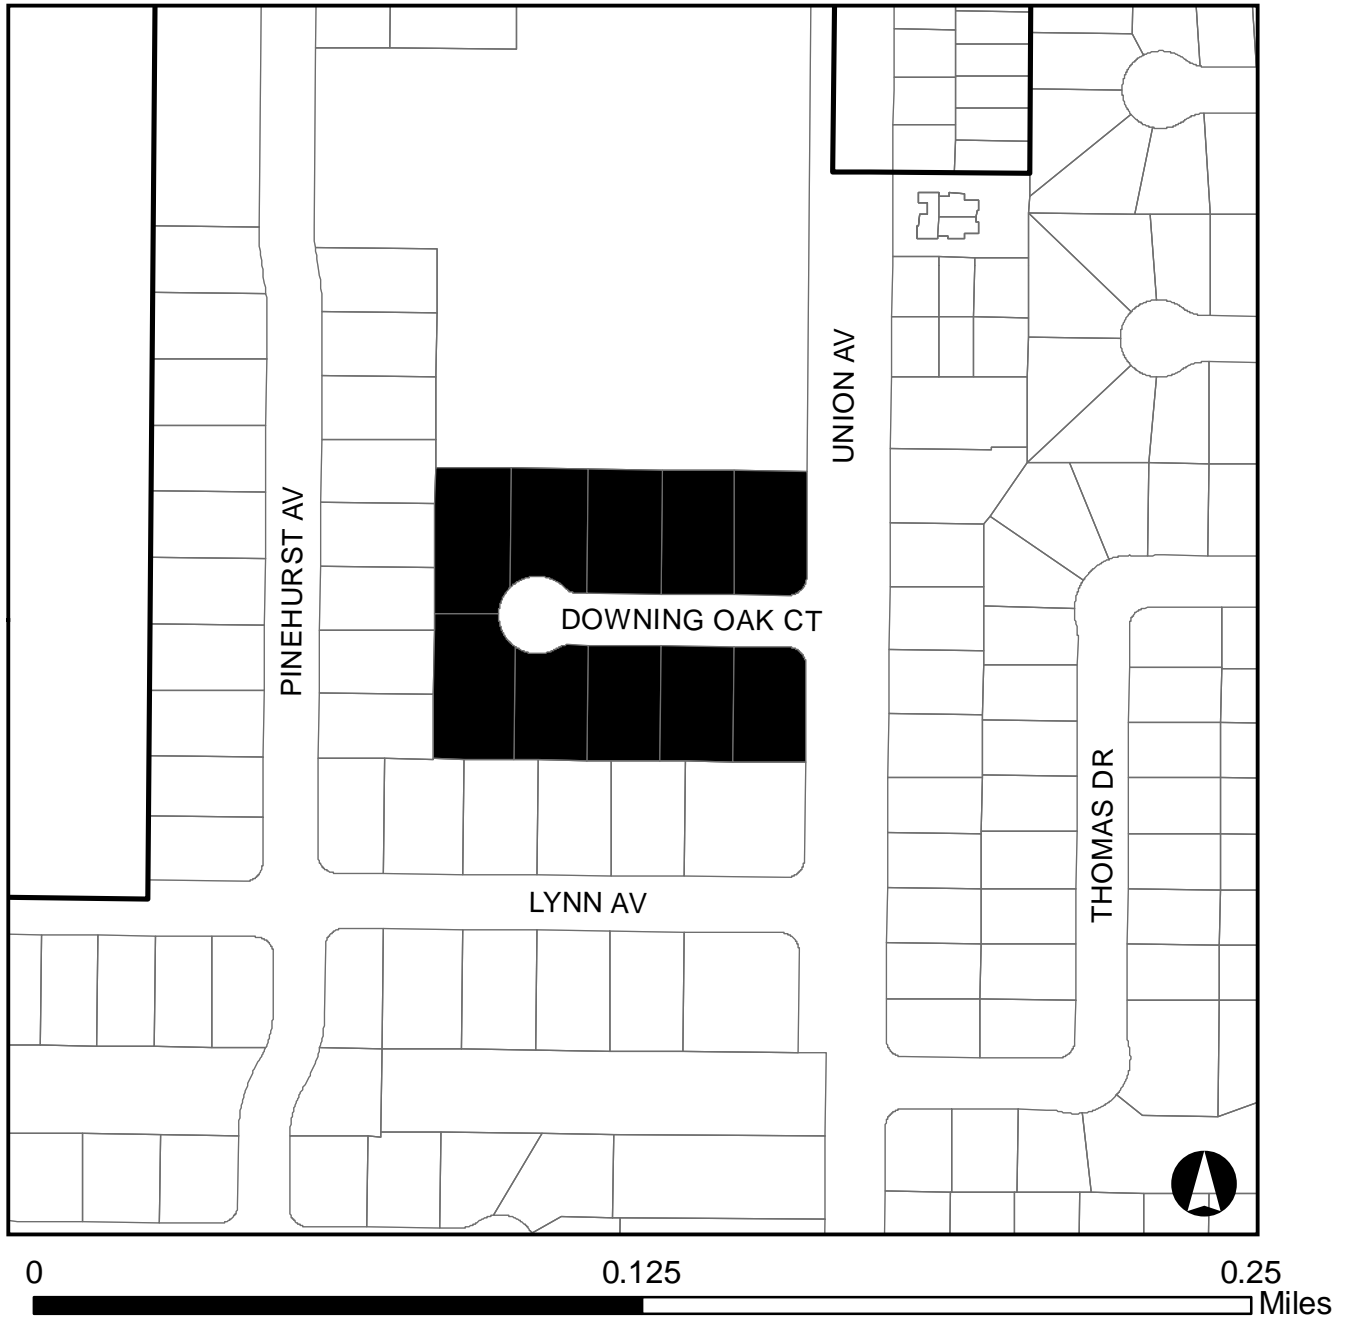 UNION AV
PINEHURST AV
DOWNING OAK CT
THOMAS DR
LYNN AV
0
0.125
0.25
Miles